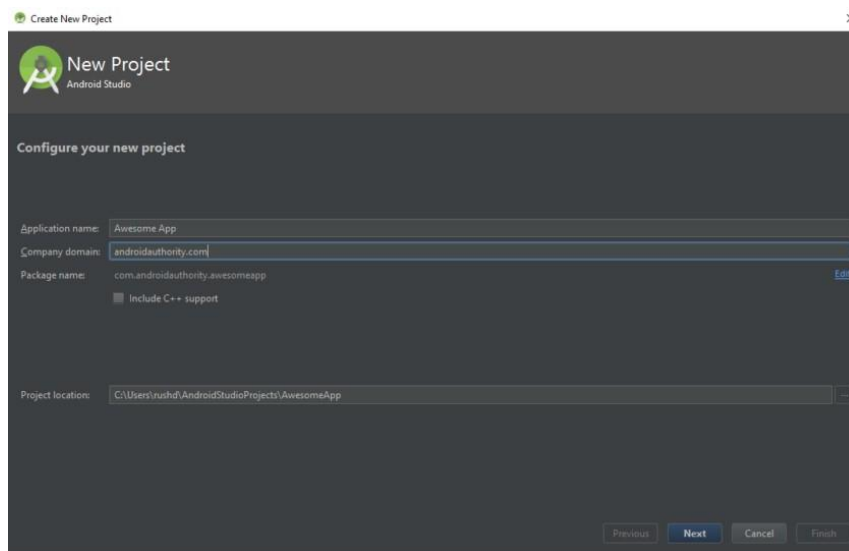 Create New Project
New Project
Android Studio
Configure your new project
Application name: Awesome App
Company domain: androidauthority.com
Package name: com.androidauthority.awesomeapp
Include C++ support
Project location: C:\Users\rushd\AndroidStudioProjects\AwesomeApp
Previous Next Cancel Finish